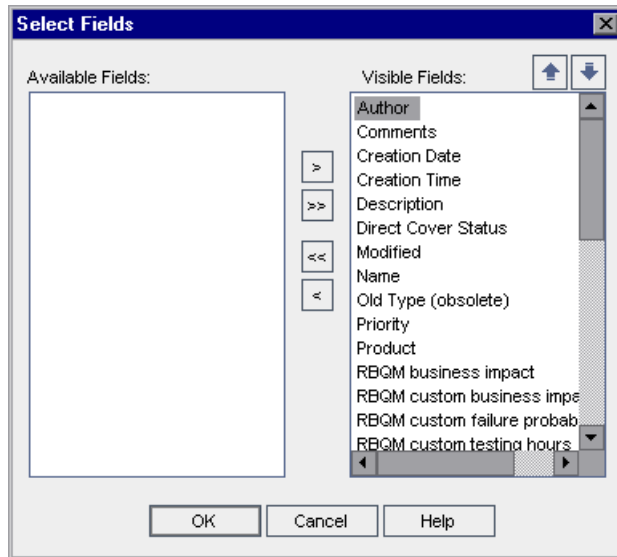 Select Fields
Available Fields:
Visible Fields:
Author
Comments
Creation Date
Creation Time
Description
Direct Cover Status
Modified
Name
Old Type (obsolete)
Priority
Product
RBQM business impact
RBQM custom business impa
RBQM custom failure probab
RBQM custom testing hours
>
>>
<<
<
OK
Cancel
Help